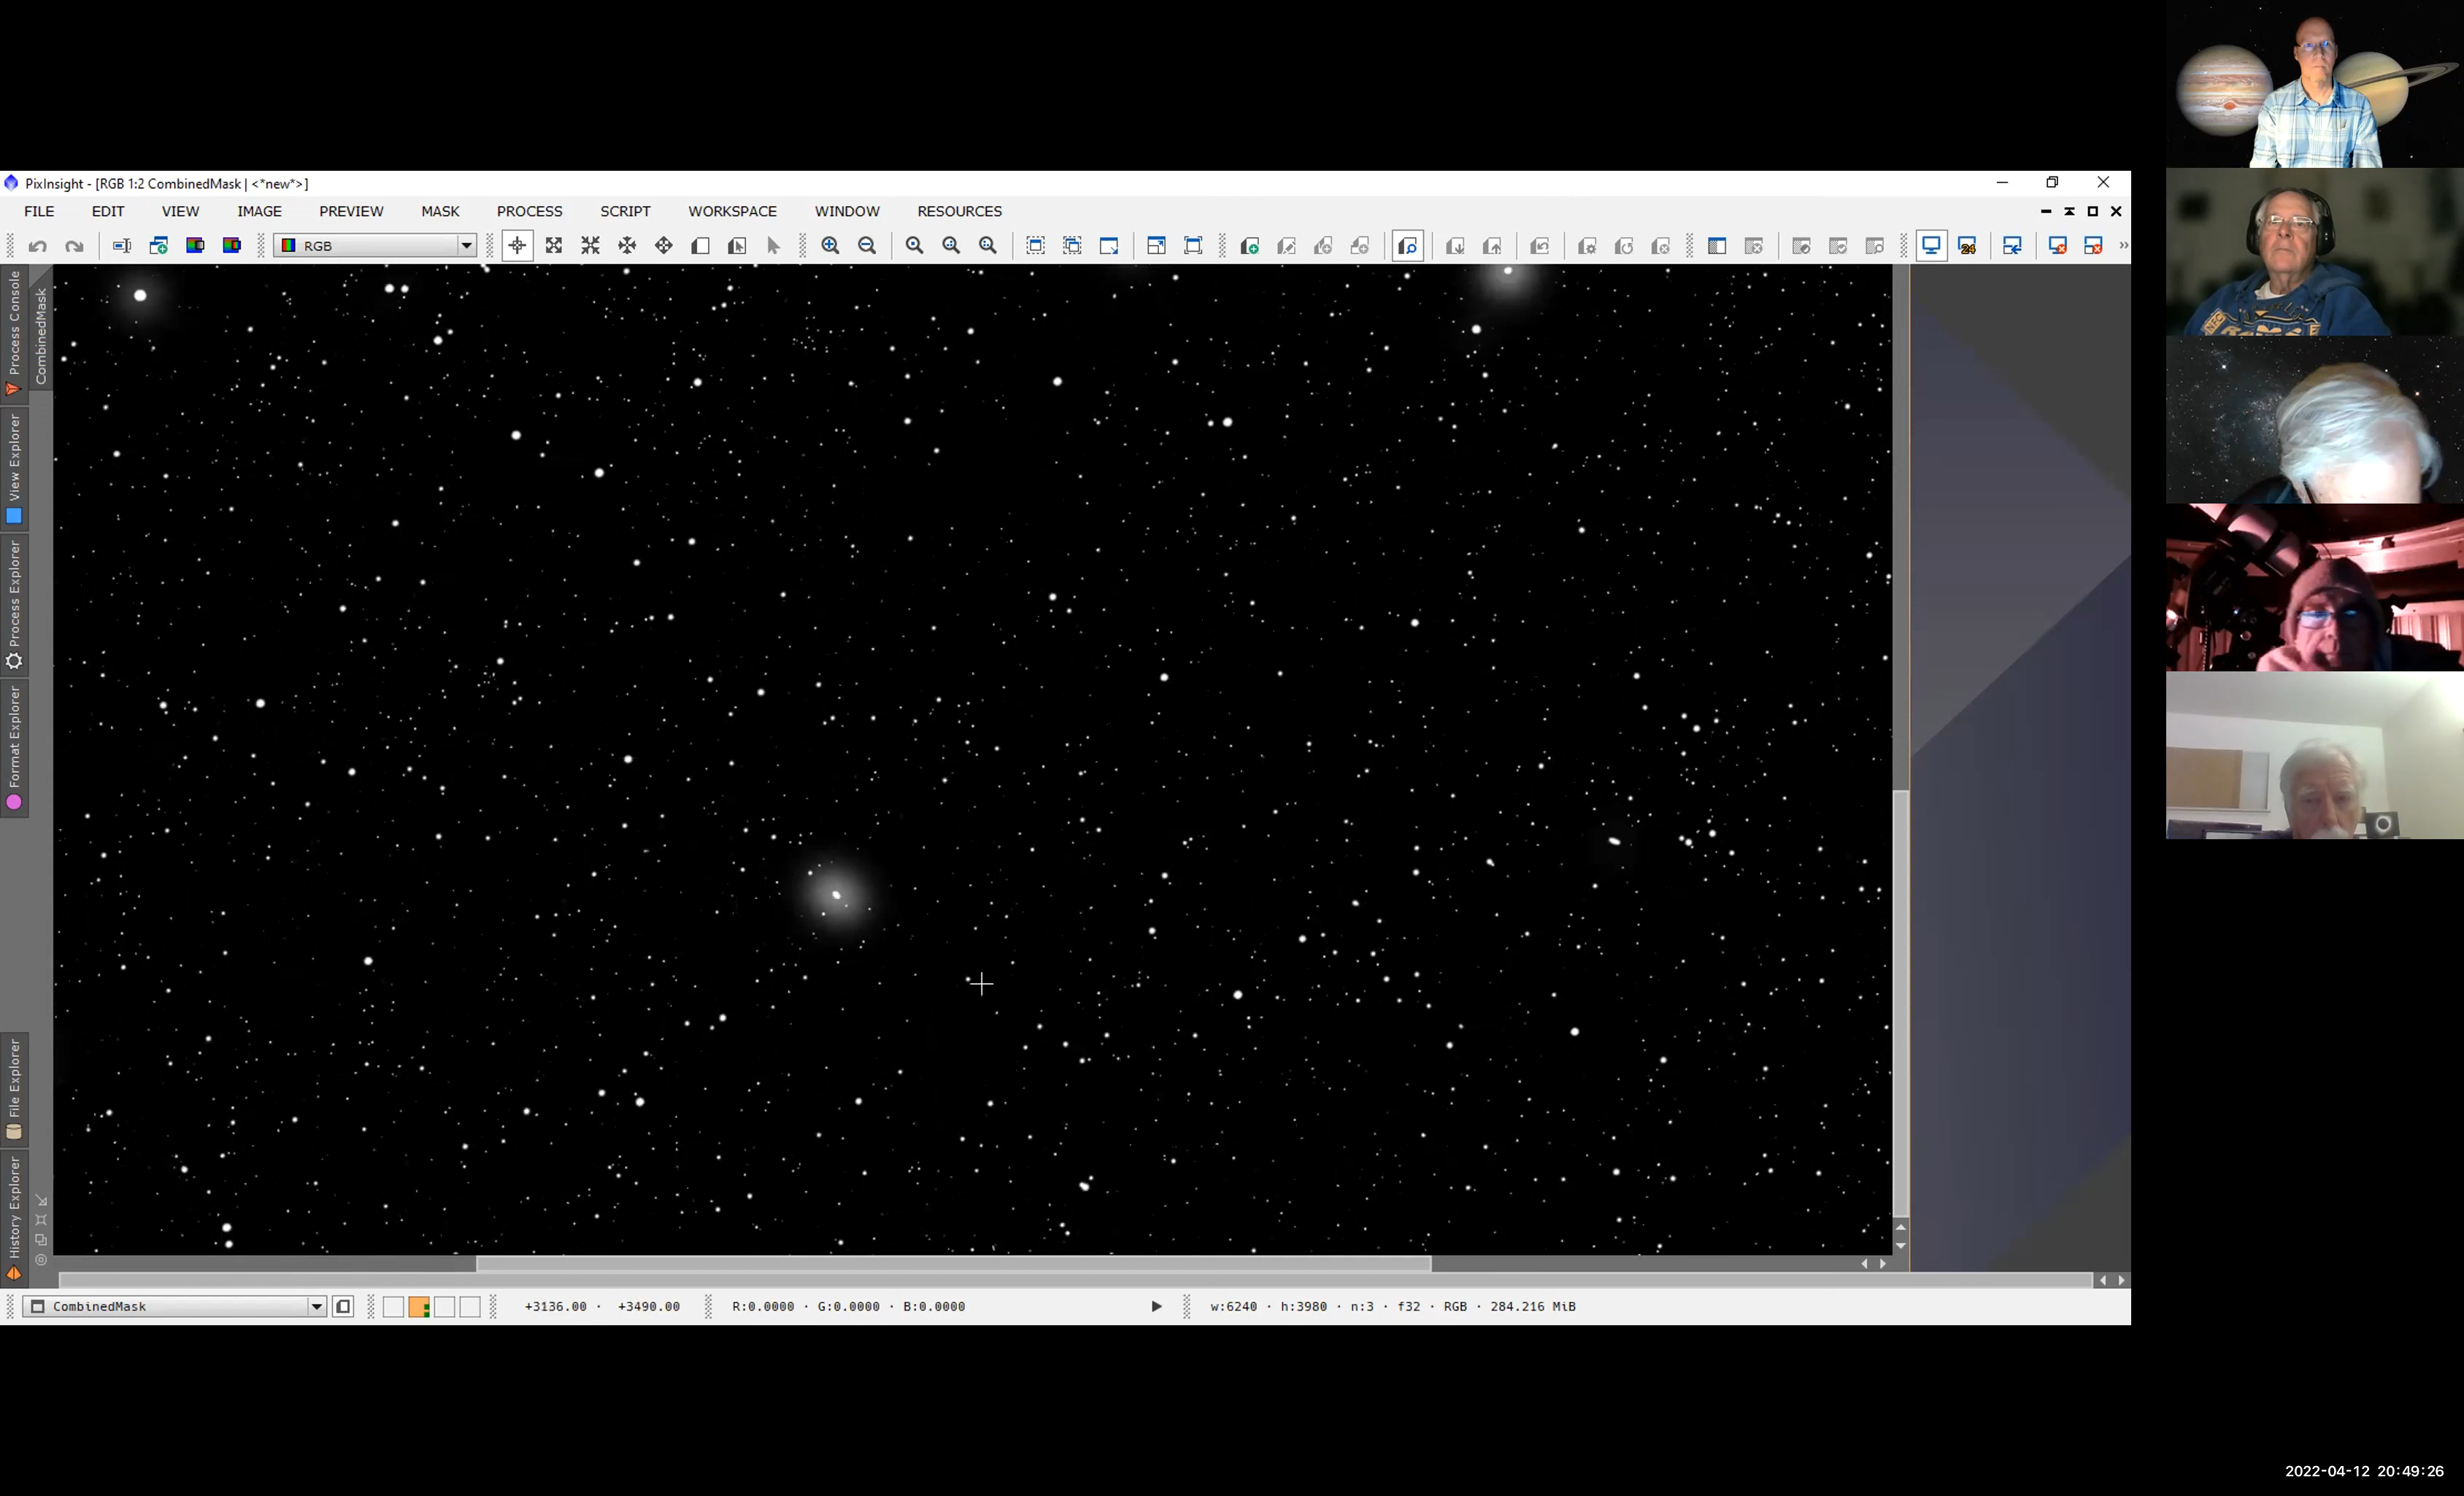 PixInsight - [RGB 1:2 CombinedMask | <*new*>]
FILE EDIT VIEW IMAGE PREVIEW MASK PROCESS SCRIPT WORKSPACE WINDOW RESOURCES
RGB
24
»
Process Console
CombinedMask
View Explorer
Process Explorer
Format Explorer
File Explorer
History Explorer
CombinedMask
+3136.00 · +3490.00
R:0.0000 · G:0.0000 · B:0.0000
w:6240 · h:3980 · n:3 · f32 · RGB · 284.216 MiB
NFC
2022-04-12 20:49:26